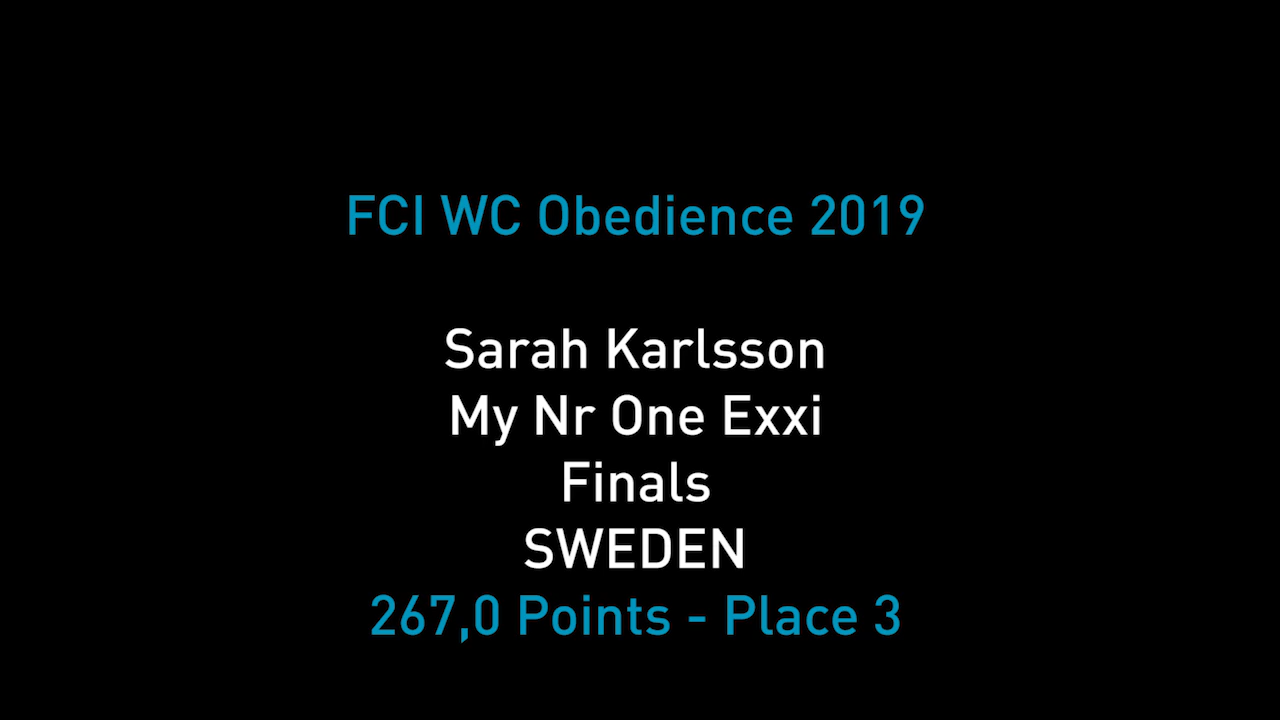 FCI WC Obedience 2019
Sarah Karlsson
My Nr One Exxi
Finals
SWEDEN
267,0 Points - Place 3